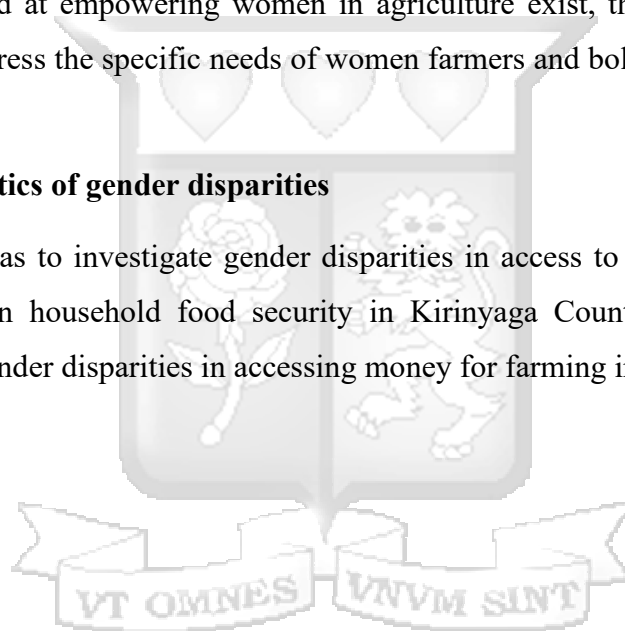 d at empowering women in agriculture exist, th
ress the specific needs of women farmers and bol
tics of gender disparities
as to investigate gender disparities in access to
n household food security in Kirinyaga Coun
nder disparities in accessing money for farming i
VT OMNES VNVM SINT